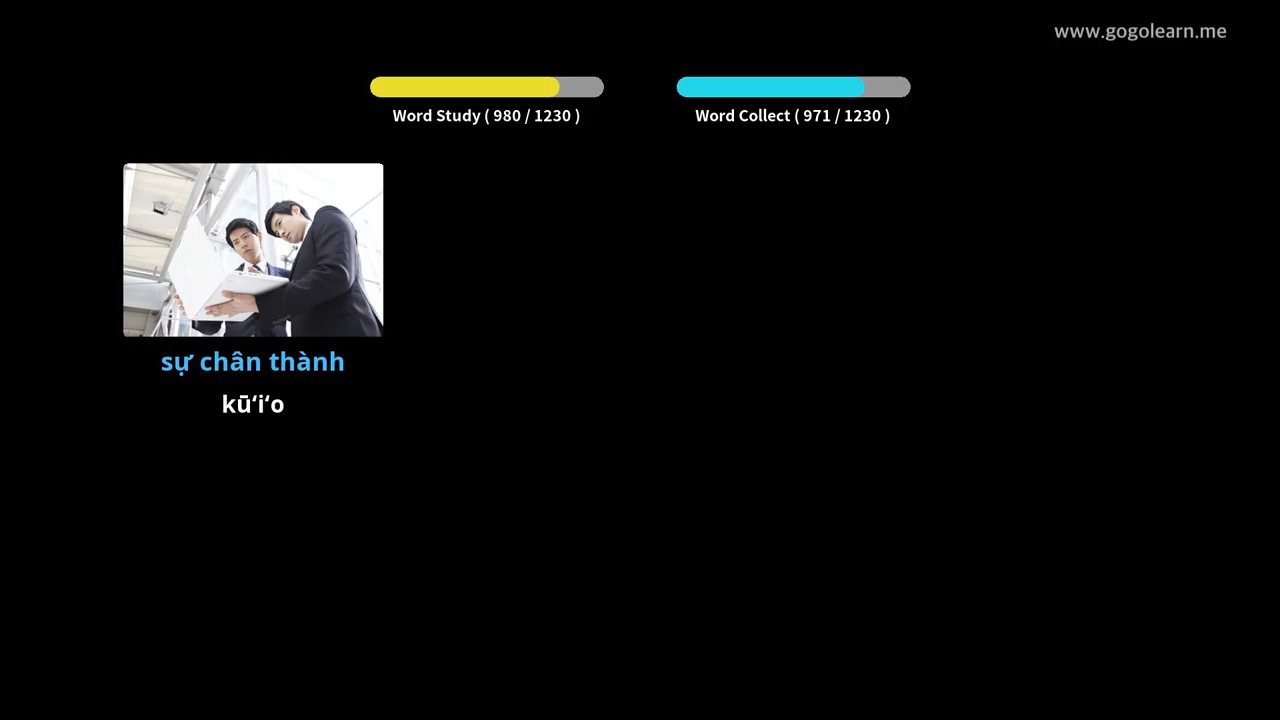 www.gogolearn.me
Word Study ( 980 / 1230 )
Word Collect ( 971 / 1230 )
sự chân thành
kūʻiʻo